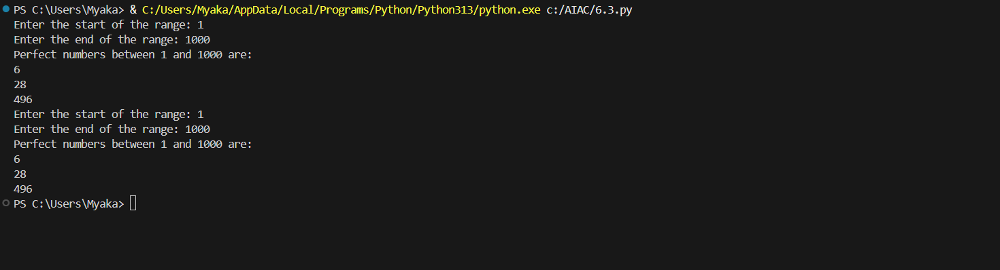 PS C:\Users\Myaka> & C:/Users/Myaka/AppData/Local/Programs/Python/Python313/python.exe c:/AIAC/6.3.py
Enter the start of the range: 1
Enter the end of the range: 1000
Perfect numbers between 1 and 1000 are:
6
28
496
Enter the start of the range: 1
Enter the end of the range: 1000
Perfect numbers between 1 and 1000 are:
6
28
496
PS C:\Users\Myaka>